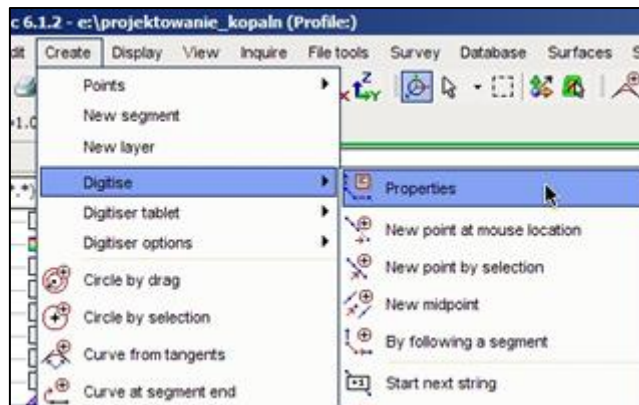 c 6.1.2 - e:\projektowanie_kopaln (Profile:)
dit Create Display View Inquire File tools Survey Database Surfaces S
Points
New segment
New layer
Digitise
Digitiser tablet
Digitiser options
Circle by drag
Circle by selection
Curve from tangents
Curve at segment end
Properties
New point at mouse location
New point by selection
New midpoint
By following a segment
Start next string